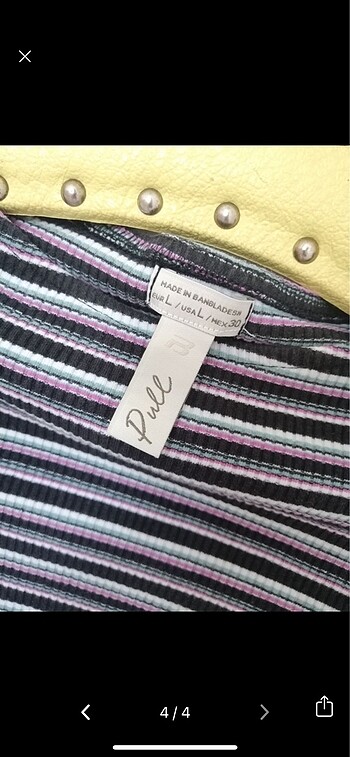 MADE IN BANGLADESH
EUR L / USA L / MEX 30
Pull
4/4